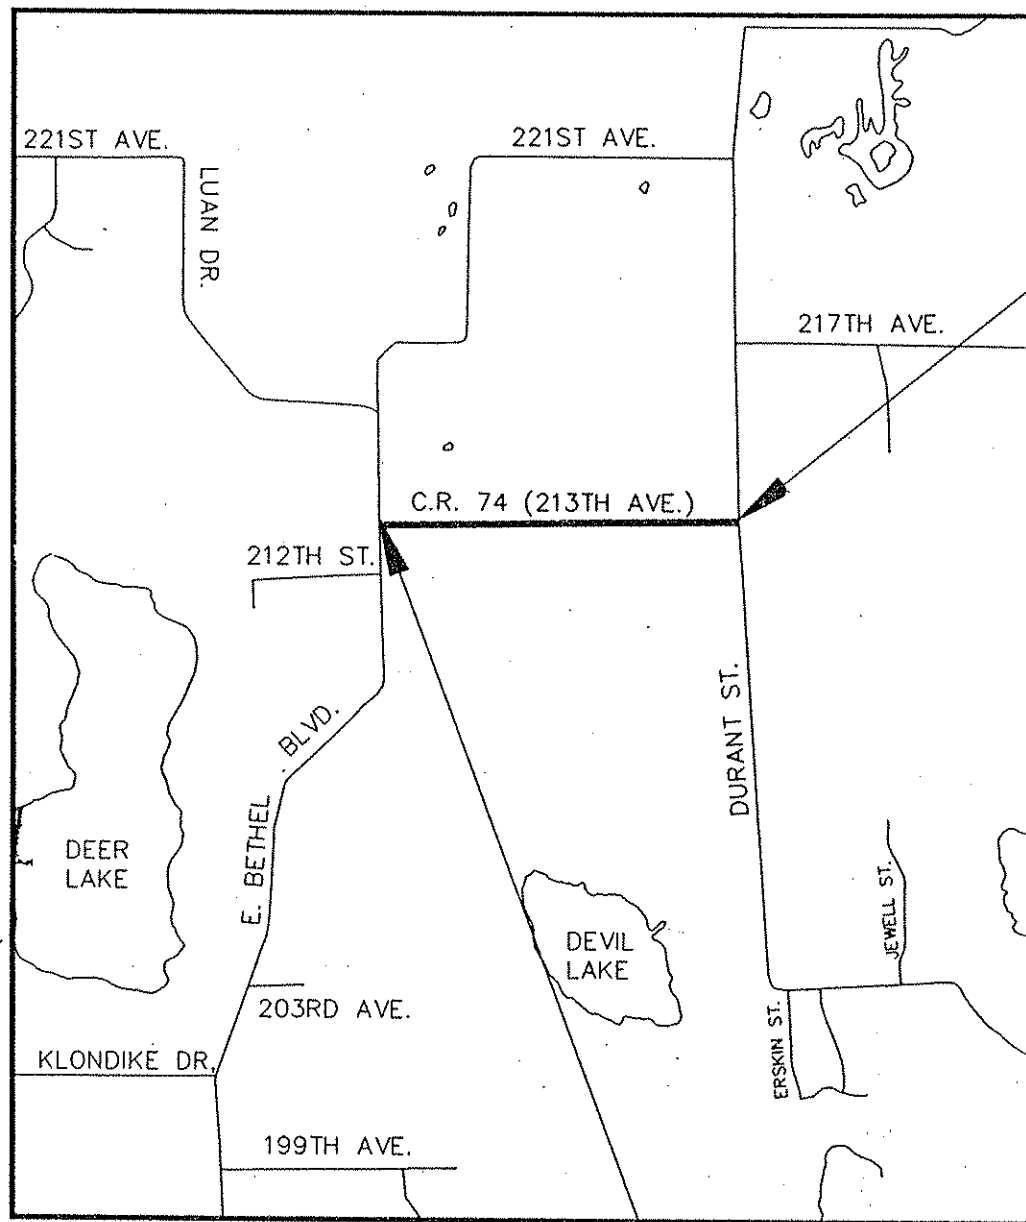 221ST AVE.
221ST AVE.
LUAN DR.
217TH AVE.
C.R. 74 (213TH AVE.)
212TH ST.
E. BETHEL BLVD.
DURANT ST.
DEER
LAKE
DEVIL
LAKE
JEWELL ST.
203RD AVE.
ERSKIN ST.
KLONDIKE DR.
199TH AVE.